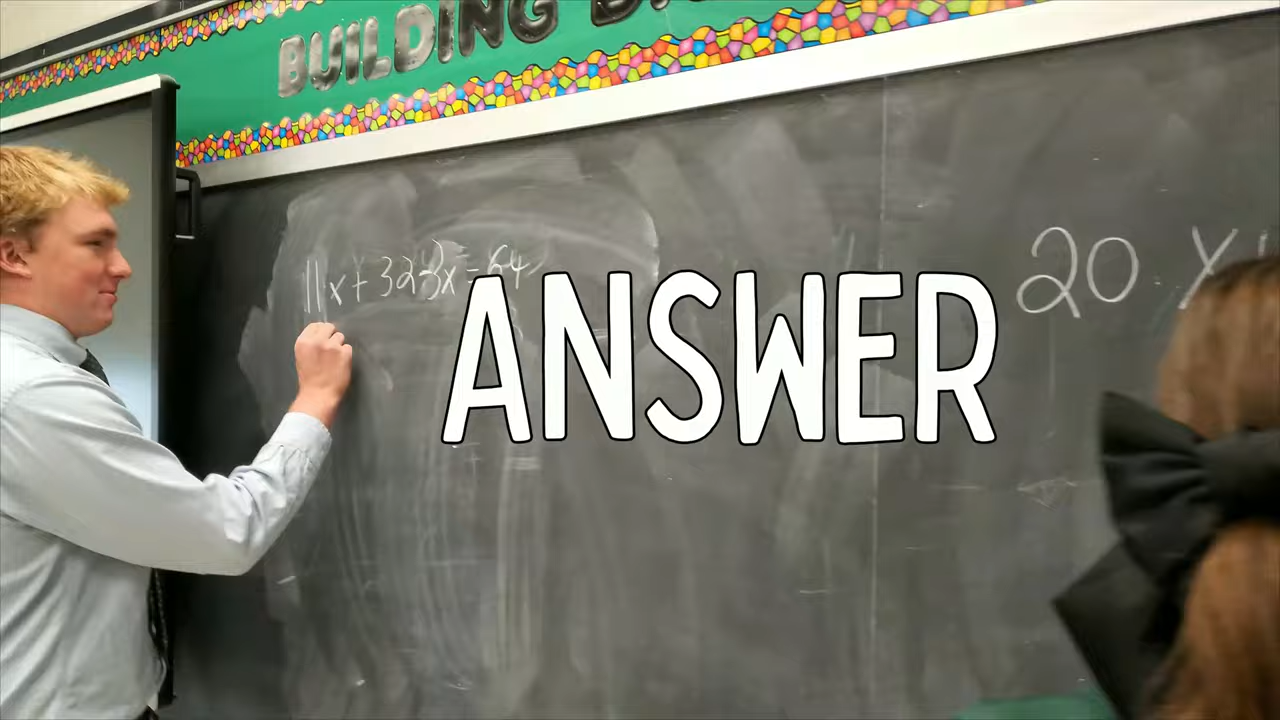 BUILDING
11x + 32 3x = 64
20 x
ANSWER